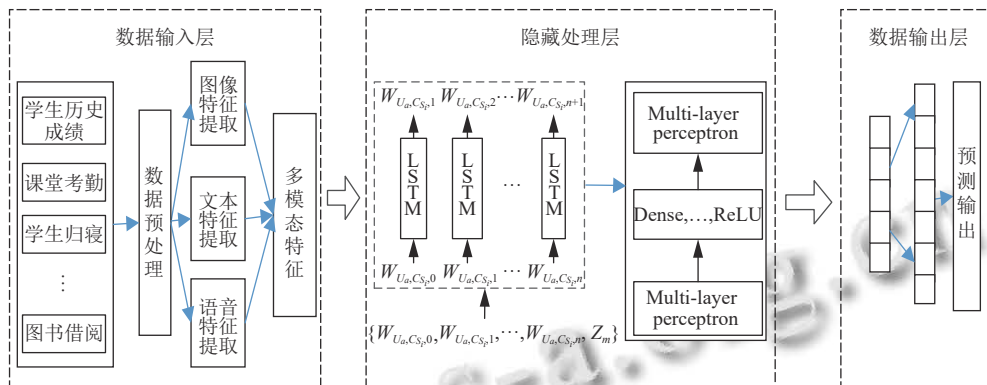 数据输入层
学生历史
成绩
课堂考勤
学生归寝
⋮
图书借阅
数据预处理
图像
特征
提取
文本
特征
提取
语音
特征
提取
多模态特征
隐藏处理层
W_{U_a,CS_i,1} W_{U_a,CS_i,2} ⋯ W_{U_a,CS_i,n+1}
LSTM
LSTM
⋯
LSTM
W_{U_a,CS_i,0} W_{U_a,CS_i,1} ⋯ W_{U_a,CS_i,n}
{W_{U_a,CS_i,0}, W_{U_a,CS_i,1}, ⋯, W_{U_a,CS_i,n}, Z_m}
Multi-layer
perceptron
Dense,…,ReLU
Multi-layer
perceptron
数据输出层
预测输出